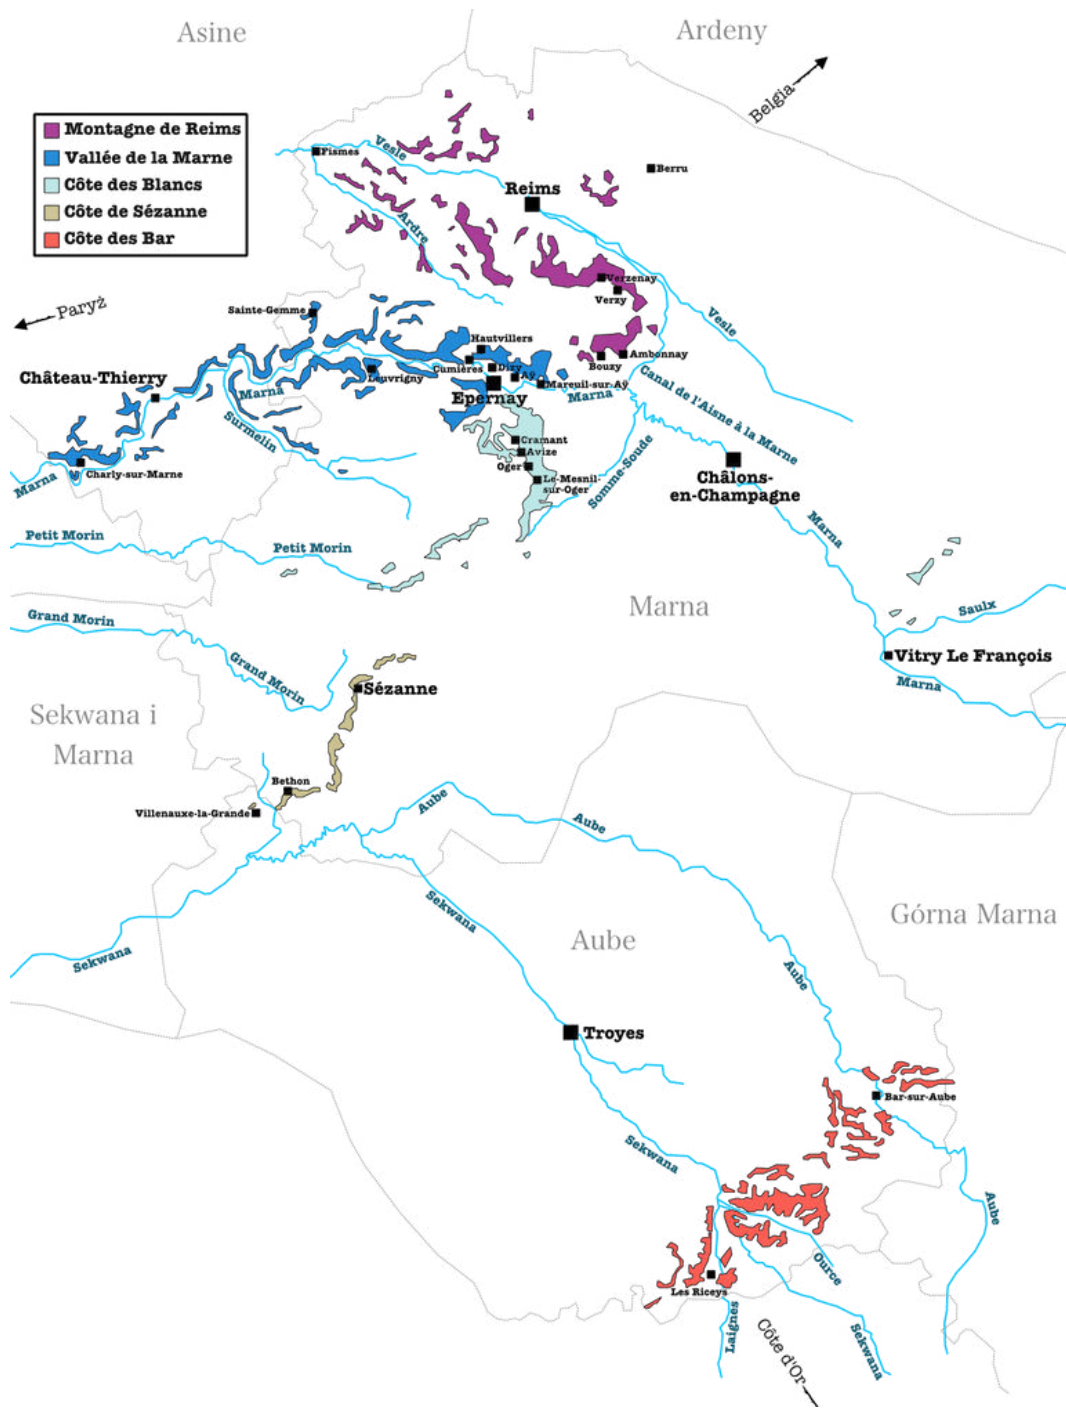 Asine
Ardeny
Belgia
Montagne de Reims
Vallée de la Marne
Côte des Blancs
Côte de Sézanne
Côte des Bar
Fismes
Vesle
Berru
Reims
Ardre
Verzenay
Verzy
Vesle
Paryż
Sainte-Gemme
Hautvillers
Cumières
Dizy
Aÿ
Ambonnay
Bouzy
Château-Thierry
Leuvrigny
Mareuil-sur-Aÿ
Marna
Epernay
Marna
Canal de l'Aisne à la Marne
Surmelin
Cramant
Avize
Oger
Le-Mesnil-
sur-Oger
Somme-Soude
Charly-sur-Marne
Marna
Châlons-
en-Champagne
Petit Morin
Petit Morin
Marna
Marna
Saulx
Grand Morin
Grand Morin
Vitry Le François
Marna
Sézanne
Sekwana i
Marna
Bethon
Villenauxe-la-Grande
Aube
Aube
Sekwana
Górna Marna
Aube
Sekwana
Aube
Troyes
Bar-sur-Aube
Sekwana
Aube
Ource
Les Riceys
Laignes
Sekwana
Côte d'Or